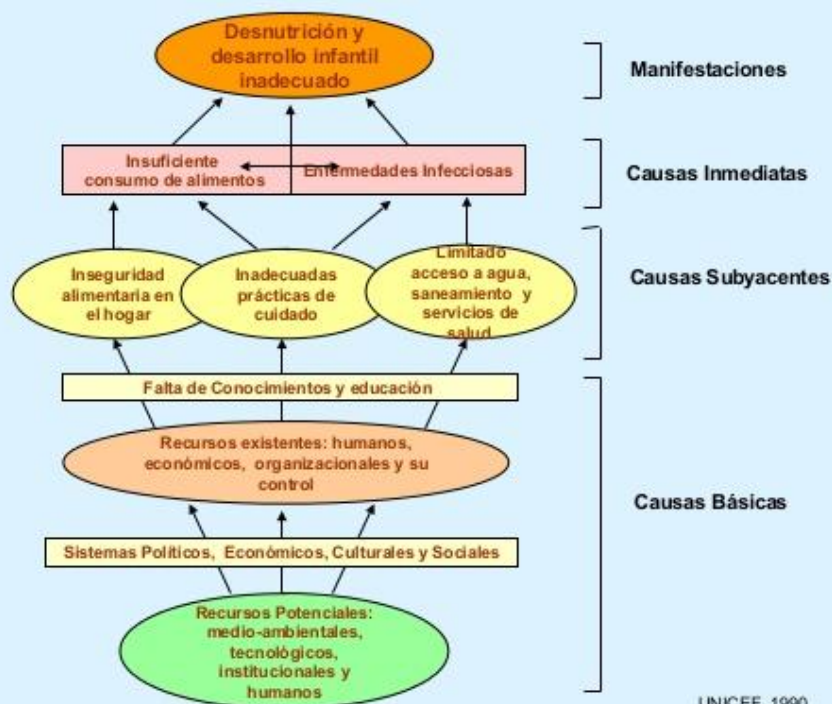 Desnutrición y
desarrollo infantil
inadecuado
Manifestaciones
Insuficiente
consumo de alimentos
Enfermedades Infecciosas
Causas Inmediatas
Inseguridad
alimentaria en
el hogar
Inadecuadas
prácticas de
cuidado
Limitado
acceso a agua,
saneamiento y
servicios de
salud
Causas Subyacentes
Falta de Conocimientos y educación
Recursos existentes: humanos,
económicos, organizacionales y su
control
Causas Básicas
Sistemas Políticos, Económicos, Culturales y Sociales
Recursos Potenciales:
medio-ambientales,
tecnológicos,
institucionales y
humanos
UNICEF, 1990